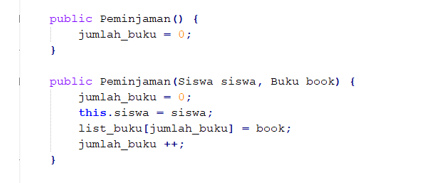 public Peminjaman() {
jumlah_buku = 0;
}
public Peminjaman(Siswa siswa, Buku book) {
jumlah_buku = 0;
this.siswa = siswa;
list_buku[jumlah_buku] = book;
jumlah_buku ++;
}